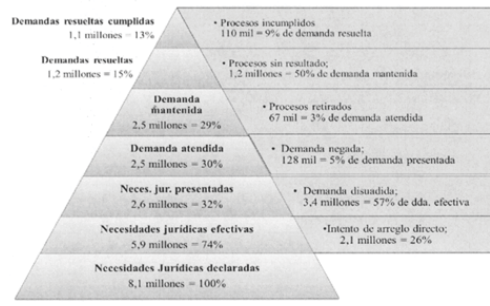 Demandas resueltas cumplidas
1,1 millones = 13%
• Procesos incumplidos
110 mil = 9% de demanda resuelta
Demandas resueltas
1,2 millones = 15%
• Procesos sin resultado;
1,2 millones = 50% de demanda mantenida
Demanda
mantenida
2,5 millones = 29%
• Procesos retirados
67 mil = 3% de demanda atendida
Demanda atendida
2,5 millones = 30%
• Demanda negada;
128 mil = 5% de demanda presentada
Neces. jur. presentadas
2,6 millones = 32%
• Demanda disuadida;
3,4 millones = 57% de dda. efectiva
Necesidades jurídicas efectivas
5,9 millones = 74%
•Intento de arreglo directo;
2,1 millones = 26%
Necesidades Jurídicas declaradas
8,1 millones = 100%